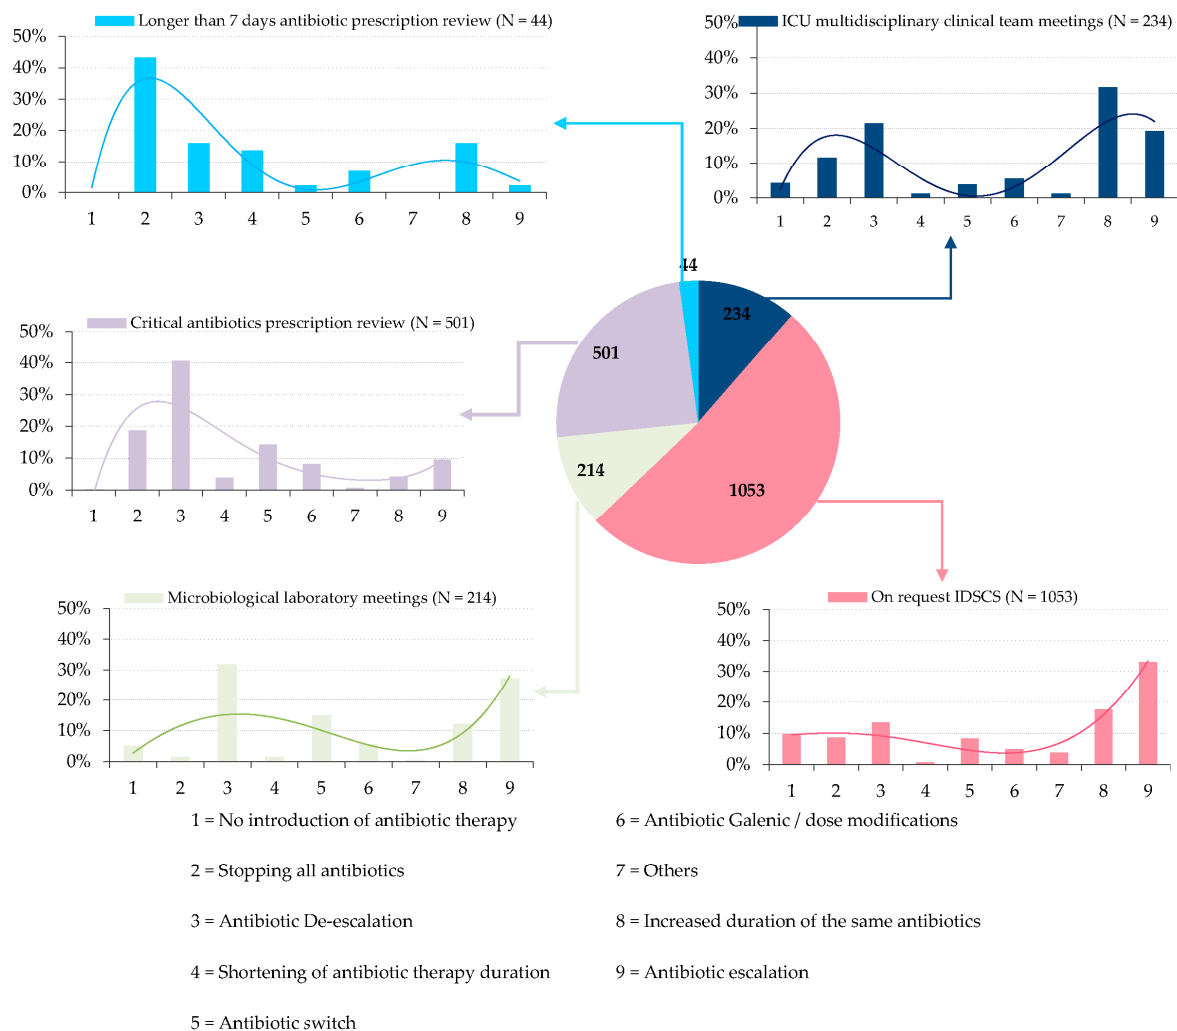 Longer than 7 days antibiotic prescription review (N = 44)
50%
40%
30%
20%
10%
0%
1 2 3 4 5 6 7 8 9
ICU multidisciplinary clinical team meetings (N = 234)
50%
40%
30%
20%
10%
0%
1 2 3 4 5 6 7 8 9
44
234
501
214
1053
Critical antibiotics prescription review (N = 501)
50%
40%
30%
20%
10%
0%
1 2 3 4 5 6 7 8 9
Microbiological laboratory meetings (N = 214)
50%
40%
30%
20%
10%
0%
1 2 3 4 5 6 7 8 9
On request IDSCS (N = 1053)
50%
40%
30%
20%
10%
0%
1 2 3 4 5 6 7 8 9
1 = No introduction of antibiotic therapy
2 = Stopping all antibiotics
3 = Antibiotic De-escalation
4 = Shortening of antibiotic therapy duration
5 = Antibiotic switch
6 = Antibiotic Galenic / dose modifications
7 = Others
8 = Increased duration of the same antibiotics
9 = Antibiotic escalation